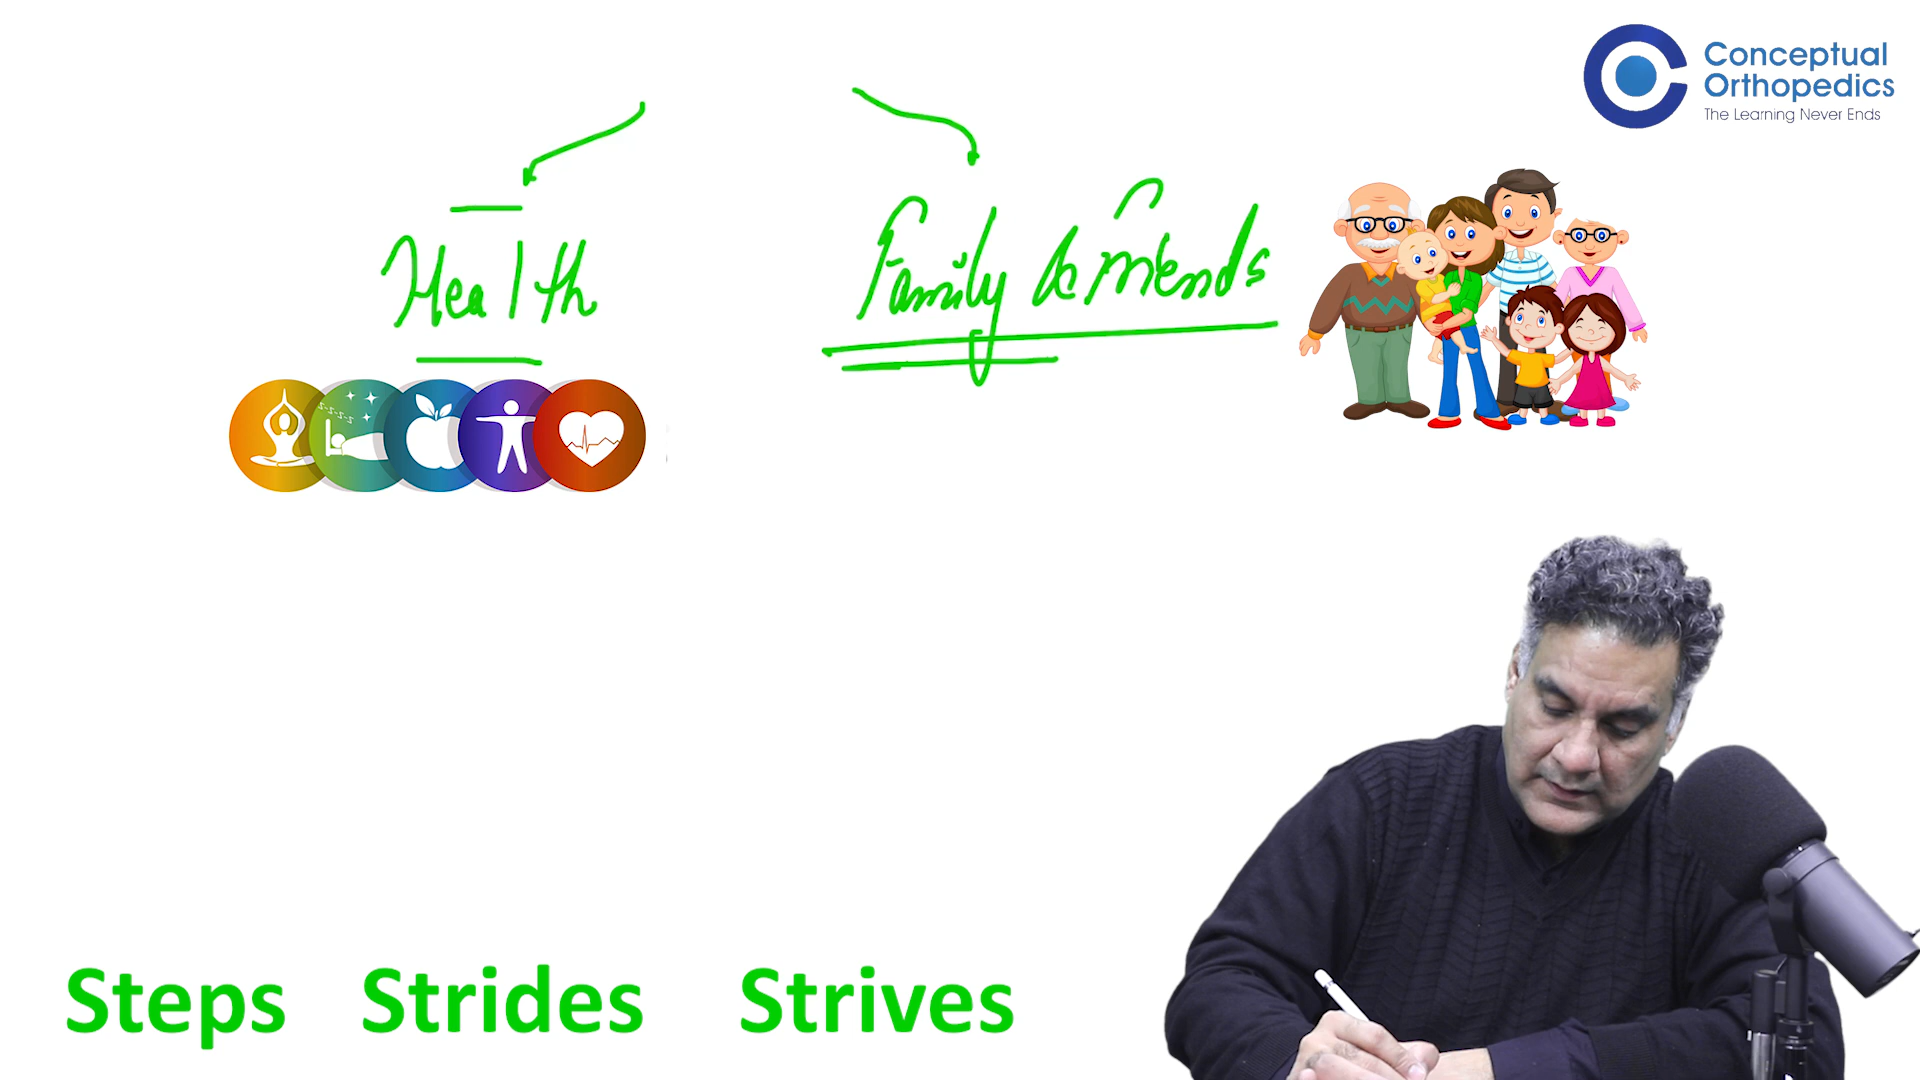 Conceptual
Orthopedics
The Learning Never Ends
Health
Family & Friends
z-z-z-z
Steps Strides Strives